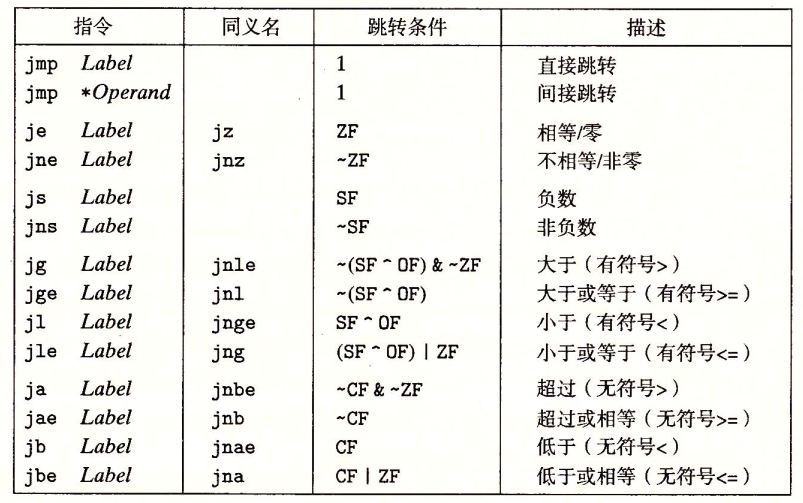 指令 同义名 跳转条件 描述
jmp Label 1 直接跳转
jmp *Operand 1 间接跳转
je Label jz ZF 相等/零
jne Label jnz ~ZF 不相等/非零
js Label SF 负数
jns Label ~SF 非负数
jg Label jnle ~(SF ^ OF) & ~ZF 大于（有符号>）
jge Label jnl ~(SF ^ OF) 大于或等于（有符号>=）
jl Label jnge SF ^ OF 小于（有符号<）
jle Label jng (SF ^ OF) | ZF 小于或等于（有符号<=）
ja Label jnbe ~CF & ~ZF 超过（无符号>）
jae Label jnb ~CF 超过或相等（无符号>=）
jb Label jnae CF 低于（无符号<）
jbe Label jna CF | ZF 低于或相等（无符号<=）